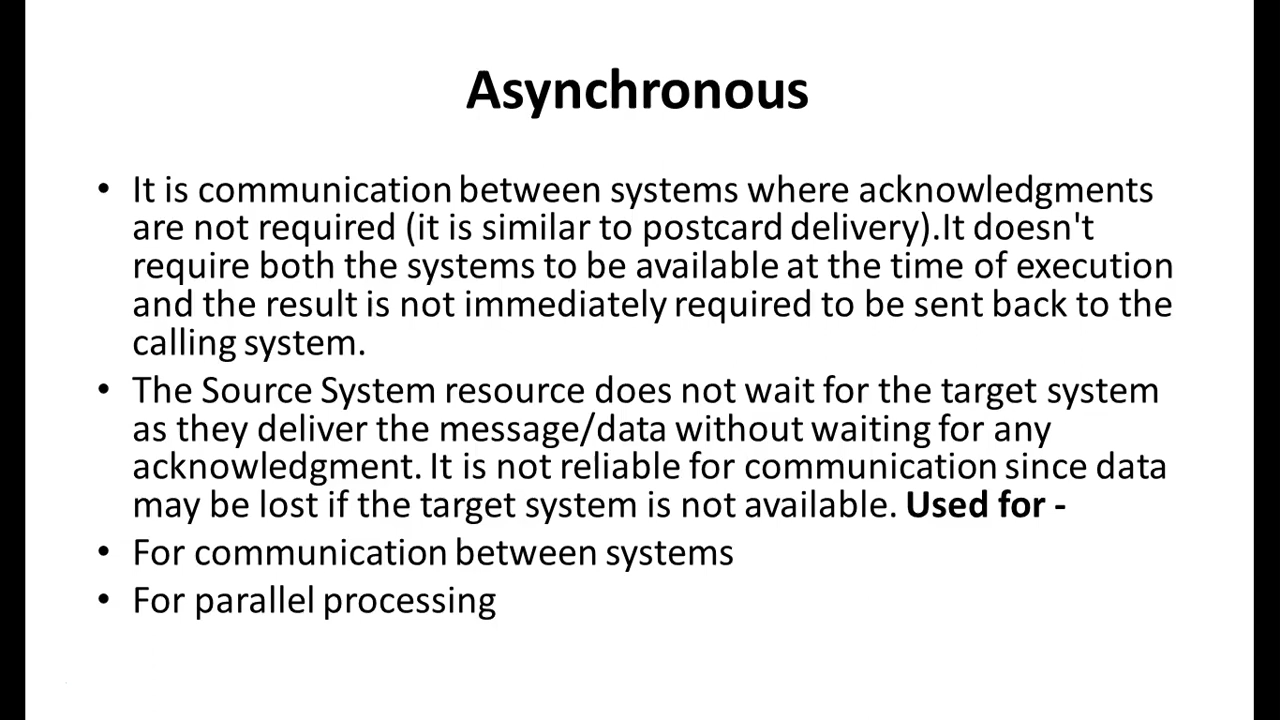 Asynchronous
• It is communication between systems where acknowledgments
are not required (it is similar to postcard delivery).It doesn't
require both the systems to be available at the time of execution
and the result is not immediately required to be sent back to the
calling system.
• The Source System resource does not wait for the target system
as they deliver the message/data without waiting for any
acknowledgment. It is not reliable for communication since data
may be lost if the target system is not available. Used for -
• For communication between systems
• For parallel processing